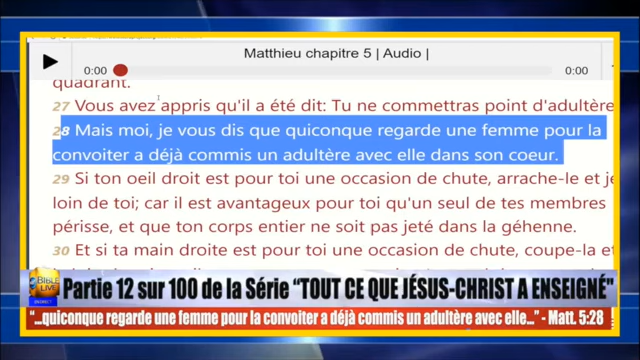 Matthieu chapitre 5 | Audio |
0:00
0:00
quadrant.
27 Vous avez appris qu'il a été dit: Tu ne commettras point d'adultère
28 Mais moi, je vous dis que quiconque regarde une femme pour la
convoiter a déjà commis un adultère avec elle dans son coeur.
29 Si ton oeil droit est pour toi une occasion de chute, arrache-le et je
loin de toi; car il est avantageux pour toi qu'un seul de tes membres
périsse, et que ton corps entier ne soit pas jeté dans la géhenne.
30 Et si ta main droite est pour toi une occasion de chute, coupe-la et
BIBLE
LIVE
Partie 12 sur 100 de la Série “TOUT CE QUE JÉSUS-CHRIST A ENSEIGNÉ"
“...quiconque regarde une femme pour la convoiter a déjà commis un adultère avec elle...” - Matt. 5:28